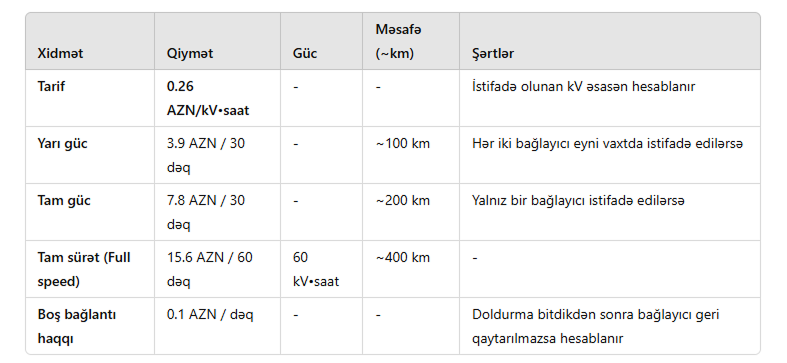 Xidmət Qiymət Güc Məsafə (~km) Şərtlər
Tarif 0.26 AZN/kV•saat - - İstifadə olunan kV əsasən hesablanır
Yarı güc 3.9 AZN / 30 dəq - ~100 km Hər iki bağlayıcı eyni vaxtda istifadə edilərsə
Tam güc 7.8 AZN / 30 dəq - ~200 km Yalnız bir bağlayıcı istifadə edilərsə
Tam sürət (Full speed) 15.6 AZN / 60 dəq 60 kV•saat ~400 km -
Boş bağlantı haqqı 0.1 AZN / dəq - - Doldurma bitdikdən sonra bağlayıcı geri qaytarılmazsa hesablanır